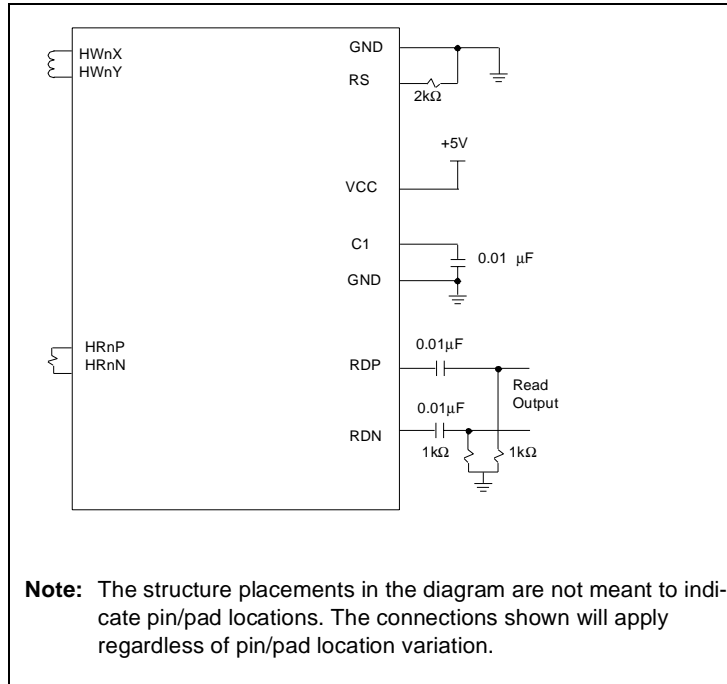 HWnX
HWnY
GND
RS
2kΩ
+5V
VCC
C1
0.01 μF
GND
HRnP
HRnN
0.01μF
RDP
Read
Output
0.01μF
RDN
1kΩ
1kΩ
Note: The structure placements in the diagram are not meant to indi-
cate pin/pad locations. The connections shown will apply
regardless of pin/pad location variation.